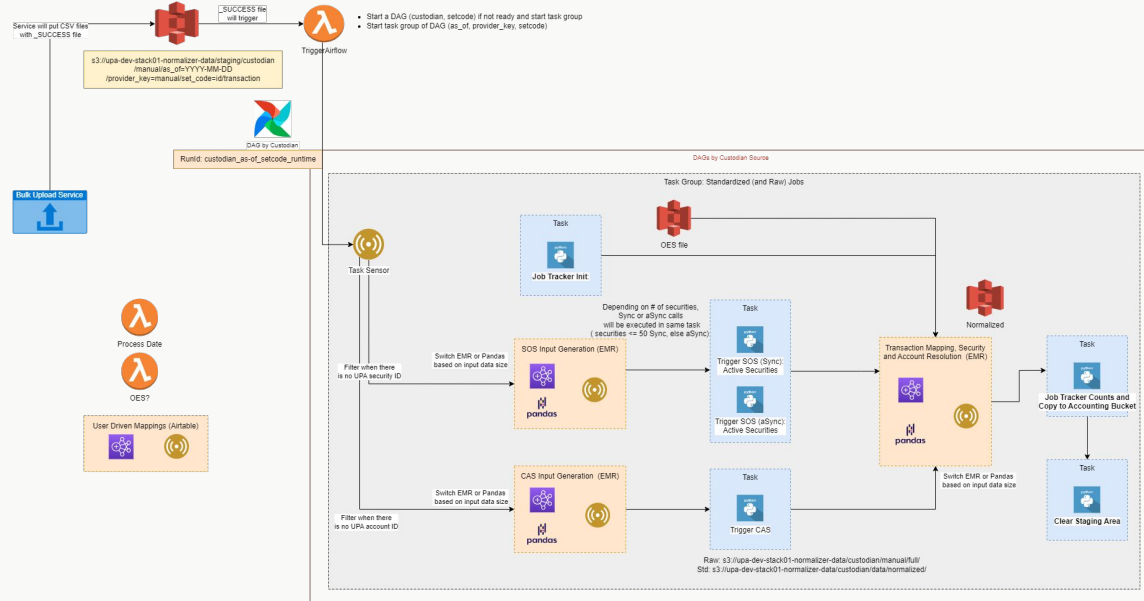 Service will put CSV files
with _SUCCESS file
_SUCCESS file
will trigger
TriggerAirflow
• Start a DAG (custodian, setcode) if not ready and start task group
• Start task group of DAG (as_of, provider_key, setcode)
s3://upa-dev-stack01-normalizer-data/staging/custodian
/manual/as_of=YYYY-MM-DD
/provider_key=manual/set_code=id/transaction
DAG by Custodian
RunId: custodian_as-of_setcode_runtime
DAGs by Custodian Source
Task Group: Standardized (and Raw) Jobs
Bulk Upload Service
Task Sensor
Task
python
Job Tracker Init
OES file
Normalized
Process Date
OES?
User Driven Mappings (Airtable)
Filter when there
is no UPA security ID
Switch EMR or Pandas
based on input data size
SOS Input Generation (EMR)
pandas
Depending on # of securities,
Sync or aSync calls
will be executed in same task
( securities <= 50 Sync, else aSync)
Task
python
Trigger SOS (Sync):
Active Securities
python
Trigger SOS (aSync):
Active Securities
Transaction Mapping, Security
and Account Resolution (EMR)
pandas
Switch EMR or Pandas
based on input data size
Task
python
Job Tracker Counts and
Copy to Accounting Bucket
Task
python
Clear Staging Area
Filter when there
is no UPA account ID
Switch EMR or Pandas
based on input data size
CAS Input Generation (EMR)
pandas
Task
python
Trigger CAS
Raw: s3://upa-dev-stack01-normalizer-data/custodian/manual/full/
Std: s3://upa-dev-stack01-normalizer-data/custodian/data/normalized/